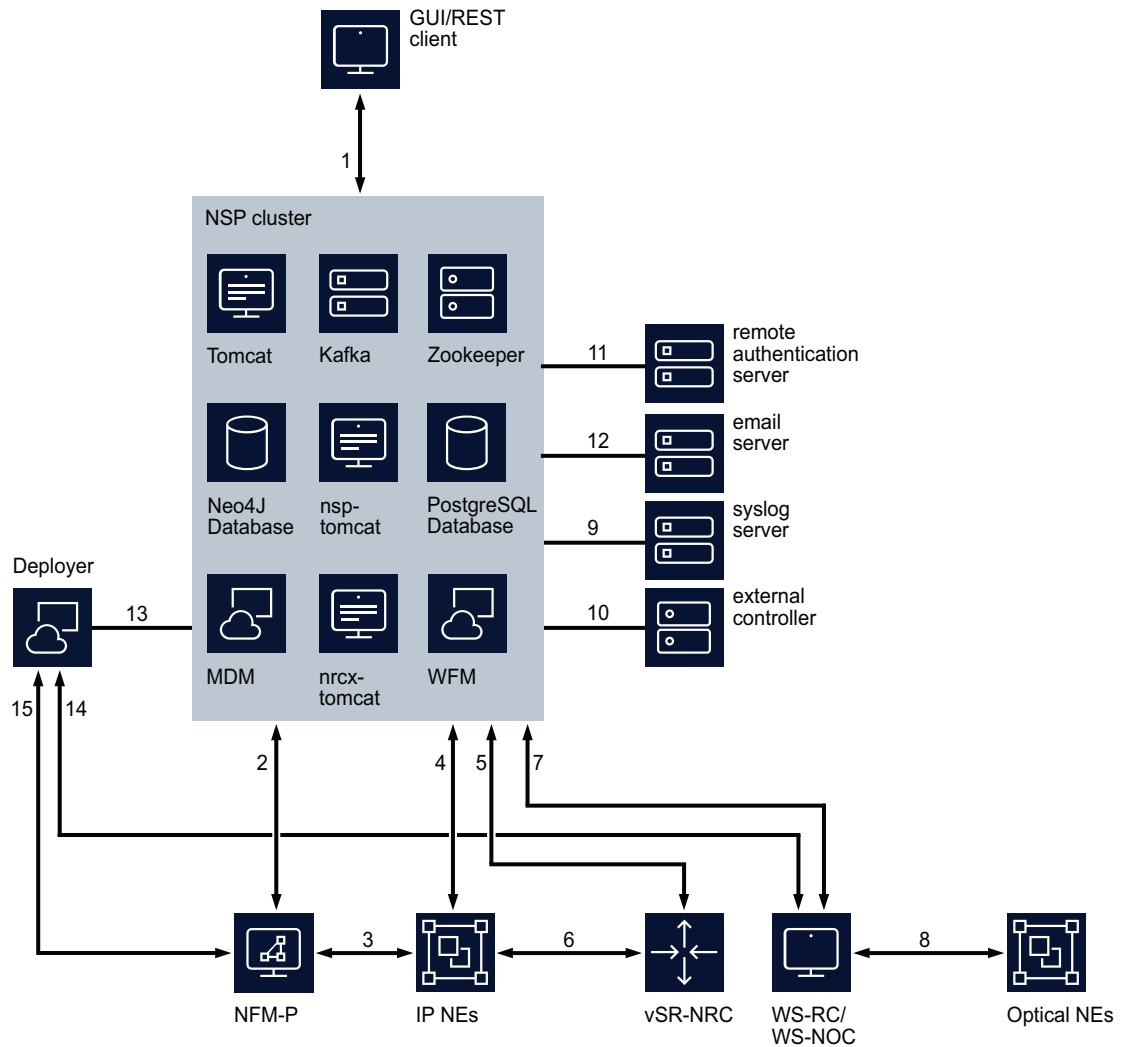 GUI/REST
client
1
NSP cluster
Tomcat
Kafka
Zookeeper
11
remote
authentication
server
12
email
server
Neo4J
Database
nsp-
tomcat
PostgreSQL
Database
9
syslog
server
Deployer
13
10
external
controller
MDM
nrcx-
tomcat
WFM
15
14
2
4
5
7
3
6
8
NFM-P
IP NEs
vSR-NRC
WS-RC/
WS-NOC
Optical NEs